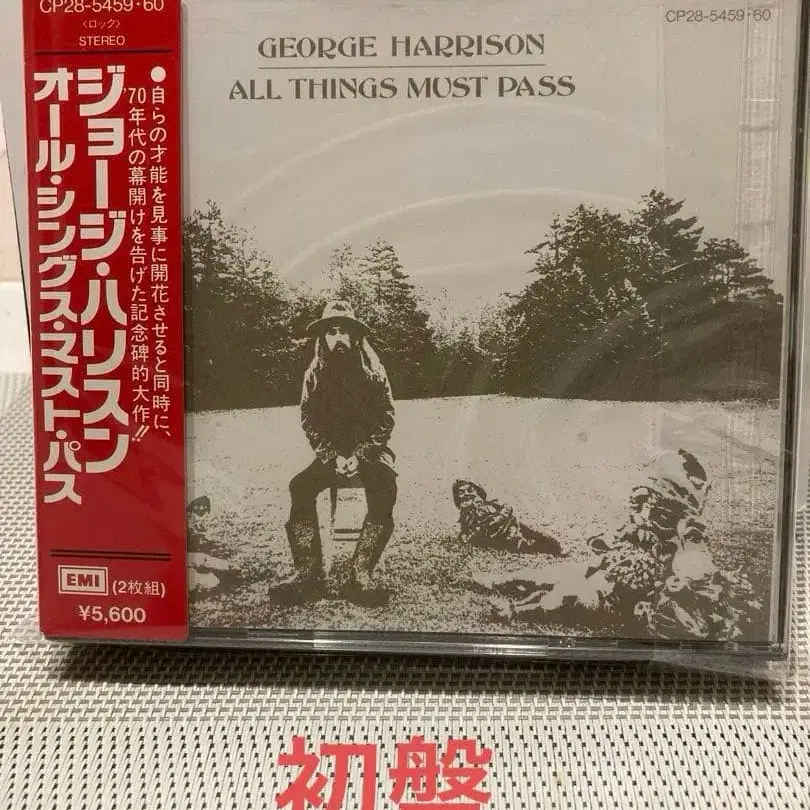 CP28-5459・60
〈ロック〉
STEREO
●自らの才能を見事に開花させると同時に、
'70年代の幕開けを告げた記念碑的大作!!
ジョージ・ハリスン
オール・シングス・マスト・パス
EMI (2枚組)
¥5,600
CP28-5459・60
GEORGE HARRISON
ALL THINGS MUST PASS
初盤